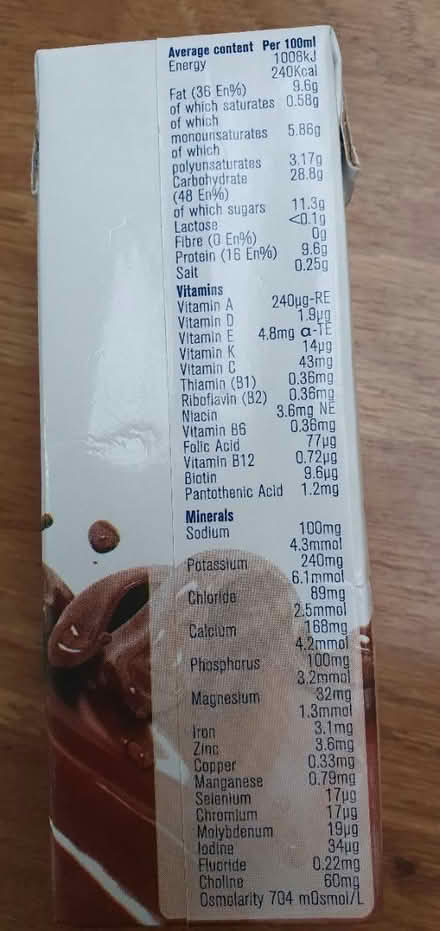 Average content Per 100ml
Energy 1006kJ
240Kcal
Fat (36 En%) 9.6g
of which saturates 0.58g
of which
monounsaturates 5.86g
of which
polyunsaturates 3.17g
Carbohydrate 28.8g
(48 En%)
of which sugars 11.3g
Lactose <0.1g
Fibre (0 En%) 0g
Protein (16 En%) 9.6g
Salt 0.25g
Vitamins
Vitamin A 240µg-RE
Vitamin D 1.9µg
Vitamin E 4.8mg α-TE
Vitamin K 14µg
Vitamin C 43mg
Thiamin (B1) 0.36mg
Riboflavin (B2) 0.36mg
Niacin 3.6mg NE
Vitamin B6 0.36mg
Folic Acid 77µg
Vitamin B12 0.72µg
Biotin 9.6µg
Pantothenic Acid 1.2mg
Minerals
Sodium 100mg
4.3mmol
Potassium 240mg
6.1mmol
Chloride 89mg
2.5mmol
Calcium 168mg
4.2mmol
Phosphorus 100mg
3.2mmol
Magnesium 32mg
1.3mmol
Iron 3.1mg
Zinc 3.6mg
Copper 0.33mg
Manganese 0.79mg
Selenium 17µg
Chromium 17µg
Molybdenum 19µg
Iodine 34µg
Fluoride 0.22mg
Choline 60mg
Osmolarity 704 mOsmol/L